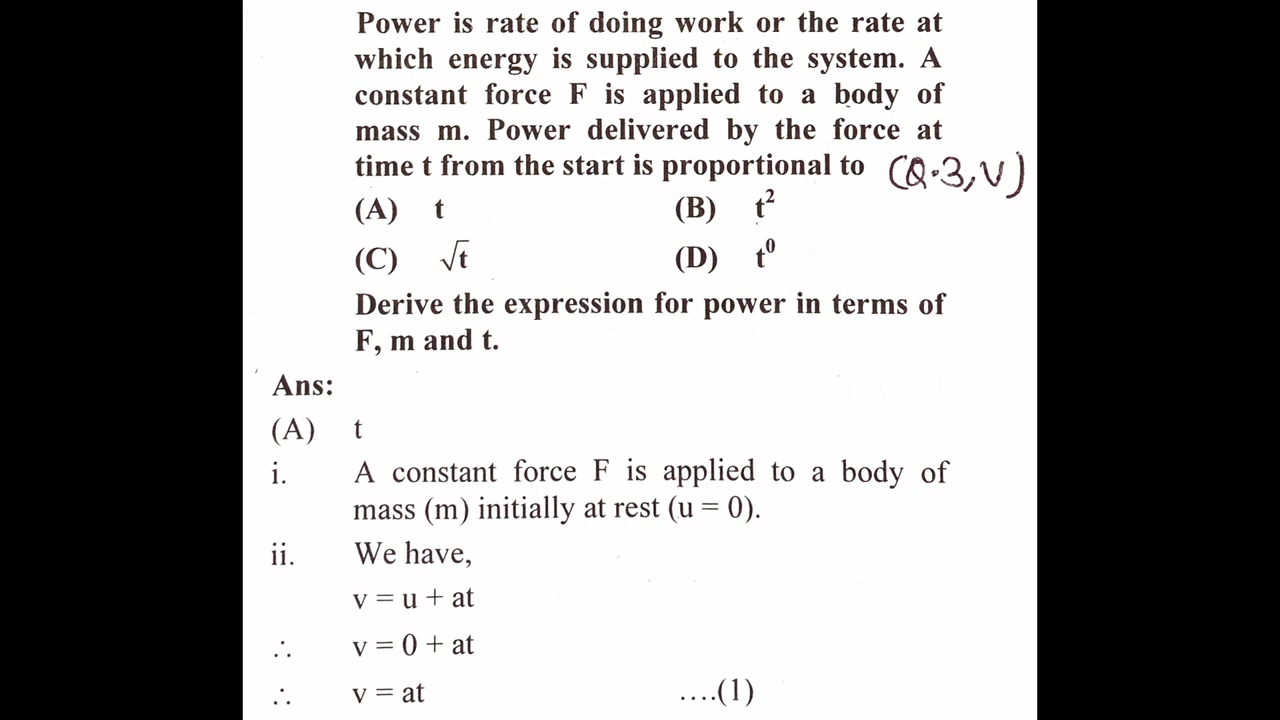 Power is rate of doing work or the rate at
which energy is supplied to the system. A
constant force F is applied to a body of
mass m. Power delivered by the force at
time t from the start is proportional to (Q.3,V)
(A) t (B) t²
(C) √t (D) t⁰
Derive the expression for power in terms of
F, m and t.
Ans:
(A) t
i. A constant force F is applied to a body of
mass (m) initially at rest (u = 0).
ii. We have,
v = u + at
∴ v = 0 + at
∴ v = at ....(1)